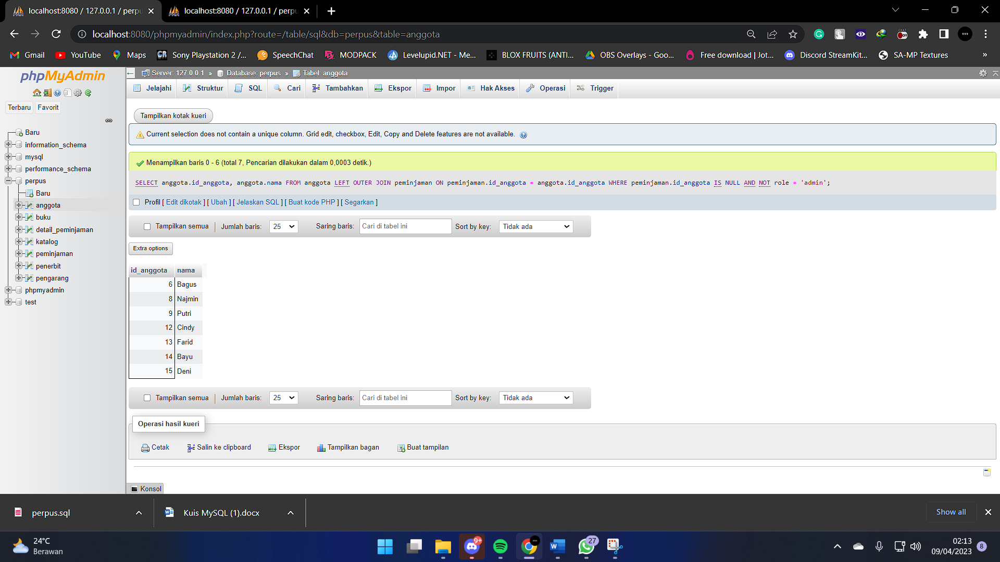 localhost:8080 / 127.0.0.1 / perpu
localhost:8080 / 127.0.0.1 / perpu
localhost:8080/phpmyadmin/index.php?route=/table/sql&db=perpus&table=anggota
Gmail YouTube Maps Sony Playstation 2 /... SpeechChat MODPACK Levelupid.NET - Me... BLOX FRUITS (ANTI... OBS Overlays - Goo... Free download | Jot... Discord StreamKit... SA-MP Textures »
phpMyAdmin
Terbaru Favorit
Baru
information_schema
mysql
performance_schema
perpus
Baru
anggota
buku
detail_peminjaman
katalog
peminjaman
penerbit
pengarang
phpmyadmin
test
Server: 127.0.0.1 » Database: perpus » Tabel: anggota
Jelajahi Struktur SQL Cari Tambahkan Ekspor Impor Hak Akses Operasi Trigger
Tampilkan kotak kueri
Current selection does not contain a unique column. Grid edit, checkbox, Edit, Copy and Delete features are not available.
Menampilkan baris 0 - 6 (total 7, Pencarian dilakukan dalam 0,0003 detik.)
SELECT anggota.id_anggota, anggota.nama FROM anggota LEFT OUTER JOIN peminjaman ON peminjaman.id_anggota = anggota.id_anggota WHERE peminjaman.id_anggota IS NULL AND NOT role = 'admin';
Profil [ Edit dikotak ] [ Ubah ] [ Jelaskan SQL ] [ Buat kode PHP ] [ Segarkan ]
Tampilkan semua Jumlah baris: 25 Saring baris: Cari di tabel ini Sort by key: Tidak ada
Extra options
id_anggota nama
6 Bagus
8 Najmin
9 Putri
12 Cindy
13 Farid
14 Bayu
15 Deni
Tampilkan semua Jumlah baris: 25 Saring baris: Cari di tabel ini Sort by key: Tidak ada
Operasi hasil kueri
Cetak Salin ke clipboard Ekspor Tampilkan bagan Buat tampilan
Konsol
perpus.sql Kuis MySQL (1).docx Show all
24°C
Berawan
9+
27
02:13
09/04/2023
8